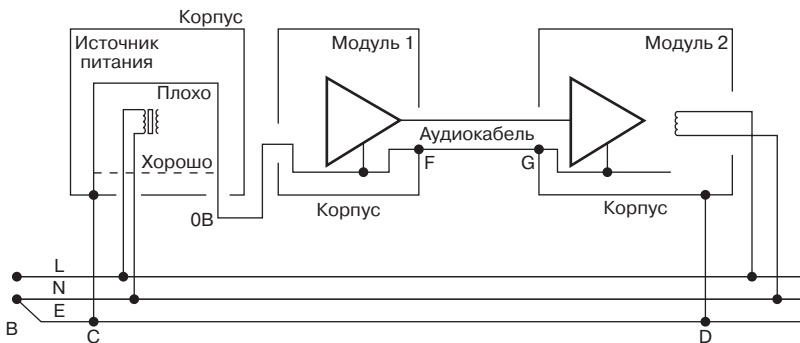 Корпус
Источник
питания
Модуль 1
Модуль 2
Плохо
Аудиокабель
Хорошо
F
G
0В
Корпус
Корпус
L
N
E
B
C
D